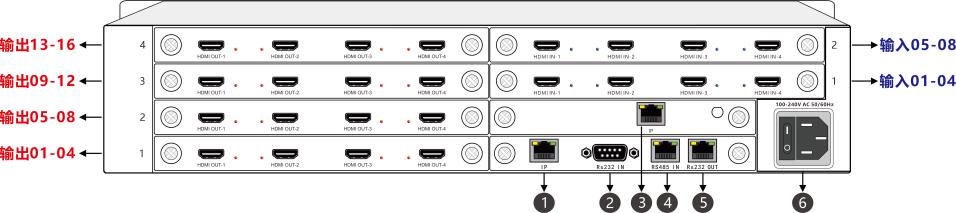 输出13-16 4 HDMI OUT-1 HDMI OUT-2 HDMI OUT-3 HDMI OUT-4 HDMI IN-1 HDMI IN-2 HDMI IN-3 HDMI IN-4 2 输入05-08
输出09-12 3 HDMI OUT-1 HDMI OUT-2 HDMI OUT-3 HDMI OUT-4 HDMI IN-1 HDMI IN-2 HDMI IN-3 HDMI IN-4 1 输入01-04
100-240V AC 50/60Hz
输出05-08 2 HDMI OUT-1 HDMI OUT-2 HDMI OUT-3 HDMI OUT-4 IP
输出01-04 1 HDMI OUT-1 HDMI OUT-2 HDMI OUT-3 HDMI OUT-4 IP Rs232 IN RS485 IN Rs232 OUT
1 2 3 4 5 6